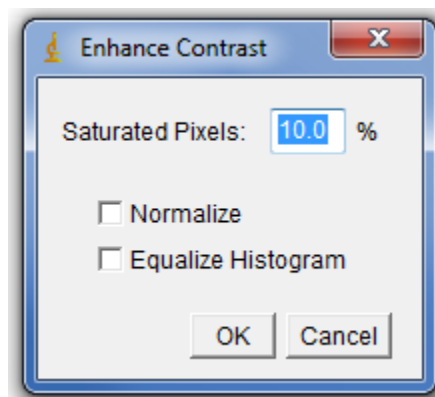 Enhance Contrast
Saturated Pixels: 10.0 %
Normalize
Equalize Histogram
OK Cancel